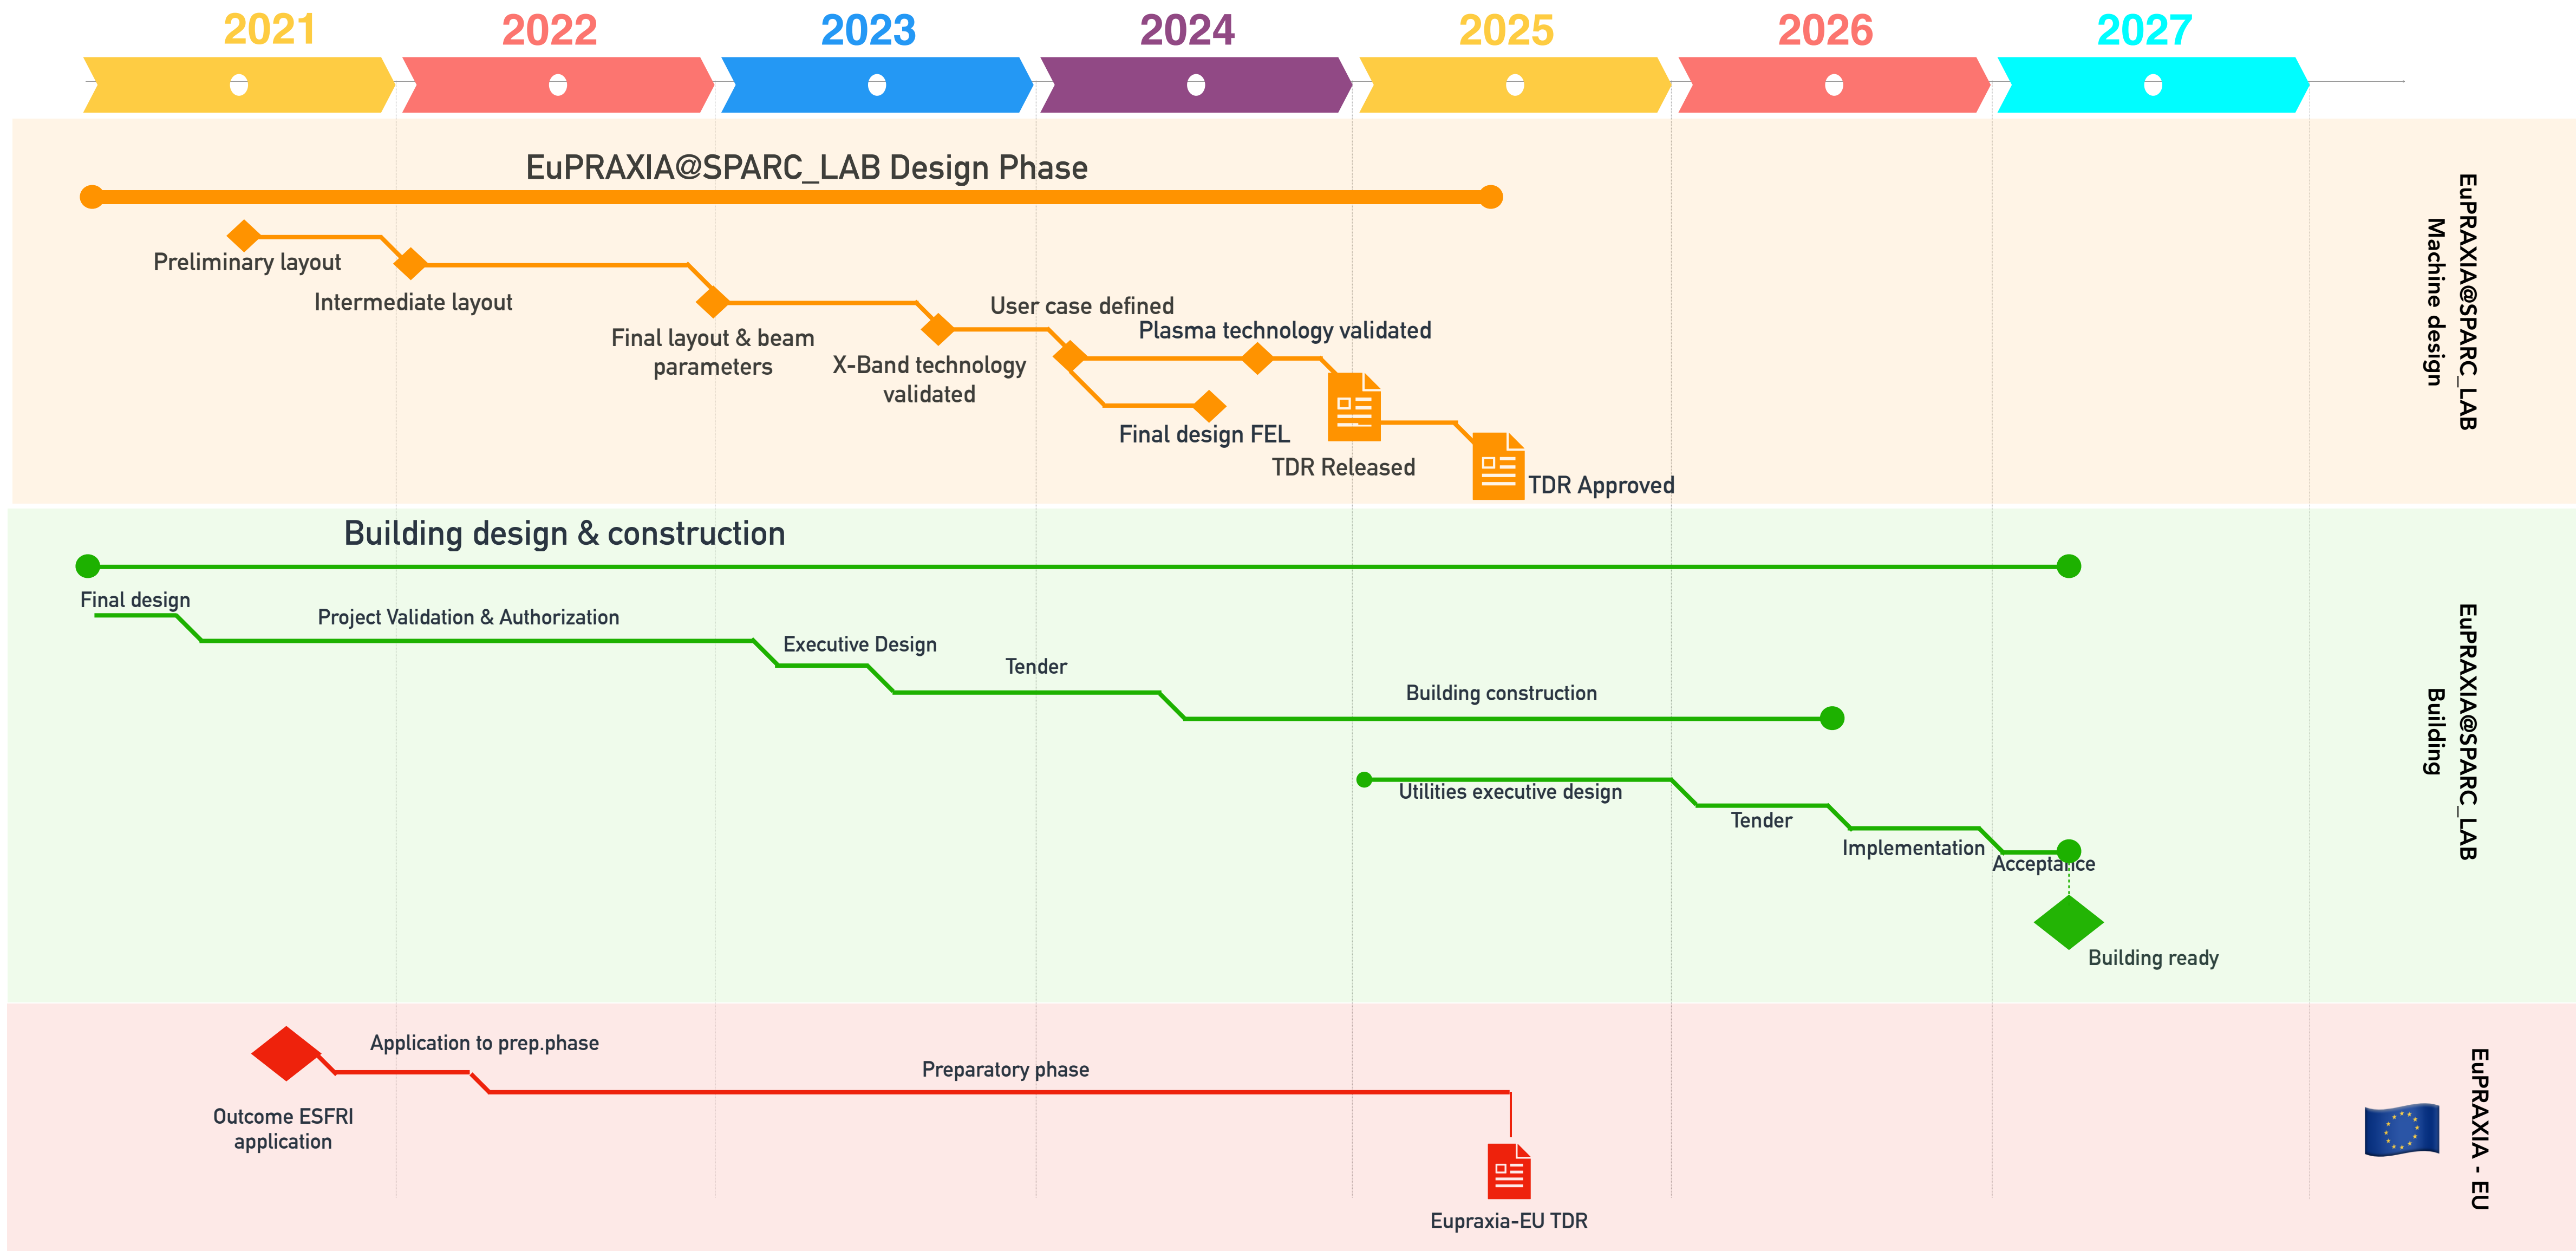 2021
2022
2023
2024
2025
2026
2027
EuPRAXIA@SPARC_LAB Design Phase
Preliminary layout
Intermediate layout
Final layout & beam
parameters
X-Band technology
validated
User case defined
Plasma technology validated
Final design FEL
TDR Released
TDR Approved
EuPRAXIA@SPARC_LAB
Machine design
Building design & construction
Final design
Project Validation & Authorization
Executive Design
Tender
Building construction
Utilities executive design
Tender
Implementation
Acceptance
Building ready
EuPRAXIA@SPARC_LAB
Building
Application to prep.phase
Preparatory phase
Outcome ESFRI
application
Eupraxia-EU TDR
EuPRAXIA - EU